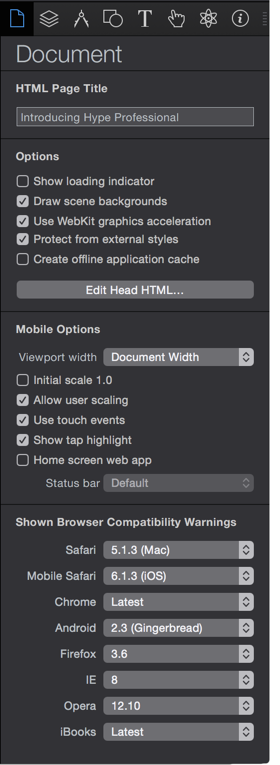 Document
HTML Page Title
Introducing Hype Professional
Options
Show loading indicator
Draw scene backgrounds
Use WebKit graphics acceleration
Protect from external styles
Create offline application cache
Edit Head HTML...
Mobile Options
Viewport width Document Width
Initial scale 1.0
Allow user scaling
Use touch events
Show tap highlight
Home screen web app
Status bar Default
Shown Browser Compatibility Warnings
Safari 5.1.3 (Mac)
Mobile Safari 6.1.3 (iOS)
Chrome Latest
Android 2.3 (Gingerbread)
Firefox 3.6
IE 8
Opera 12.10
iBooks Latest